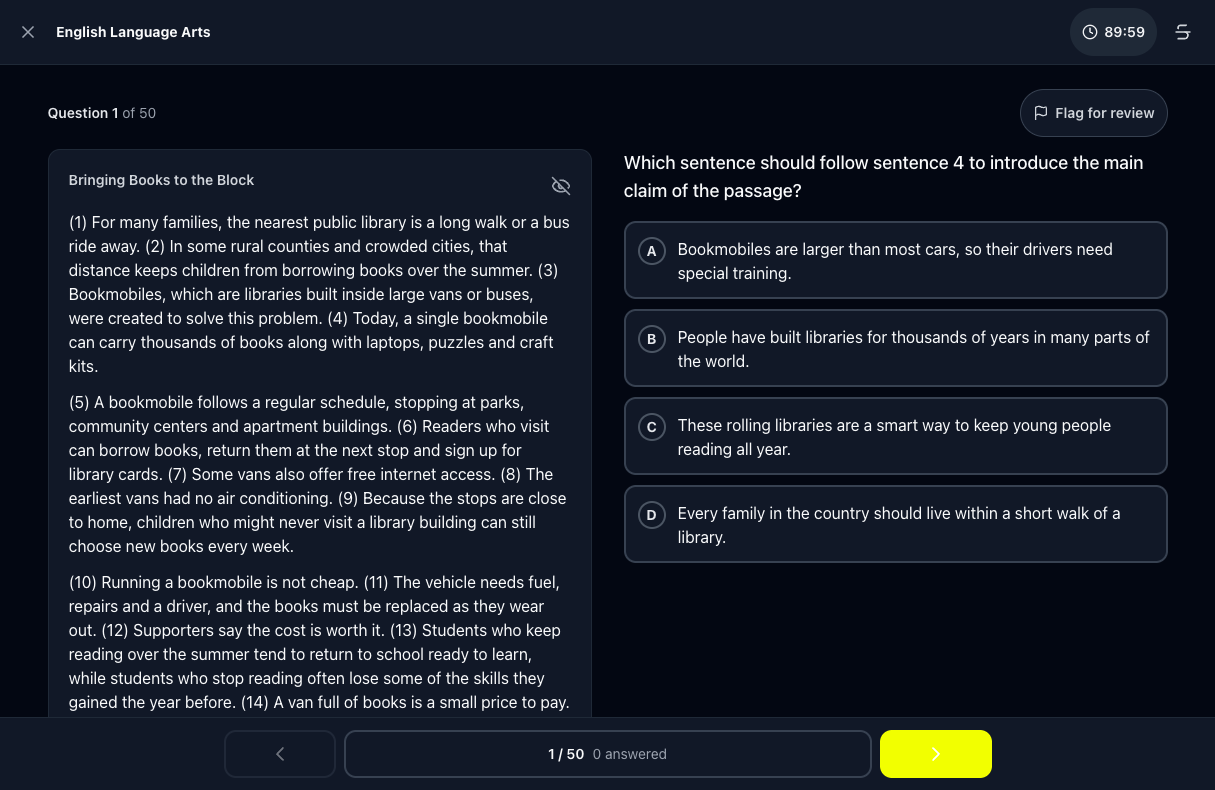 English Language Arts
89:59
Question 1 of 50
Flag for review
Bringing Books to the Block
(1) For many families, the nearest public library is a long walk or a bus
ride away. (2) In some rural counties and crowded cities, that
distance keeps children from borrowing books over the summer. (3)
Bookmobiles, which are libraries built inside large vans or buses,
were created to solve this problem. (4) Today, a single bookmobile
can carry thousands of books along with laptops, puzzles and craft
kits.
(5) A bookmobile follows a regular schedule, stopping at parks,
community centers and apartment buildings. (6) Readers who visit
can borrow books, return them at the next stop and sign up for
library cards. (7) Some vans also offer free internet access. (8) The
earliest vans had no air conditioning. (9) Because the stops are close
to home, children who might never visit a library building can still
choose new books every week.
(10) Running a bookmobile is not cheap. (11) The vehicle needs fuel,
repairs and a driver, and the books must be replaced as they wear
out. (12) Supporters say the cost is worth it. (13) Students who keep
reading over the summer tend to return to school ready to learn,
while students who stop reading often lose some of the skills they
gained the year before. (14) A van full of books is a small price to pay.
Which sentence should follow sentence 4 to introduce the main
claim of the passage?
A Bookmobiles are larger than most cars, so their drivers need
special training.
B People have built libraries for thousands of years in many parts of
the world.
C These rolling libraries are a smart way to keep young people
reading all year.
D Every family in the country should live within a short walk of a
library.
1 / 50 0 answered